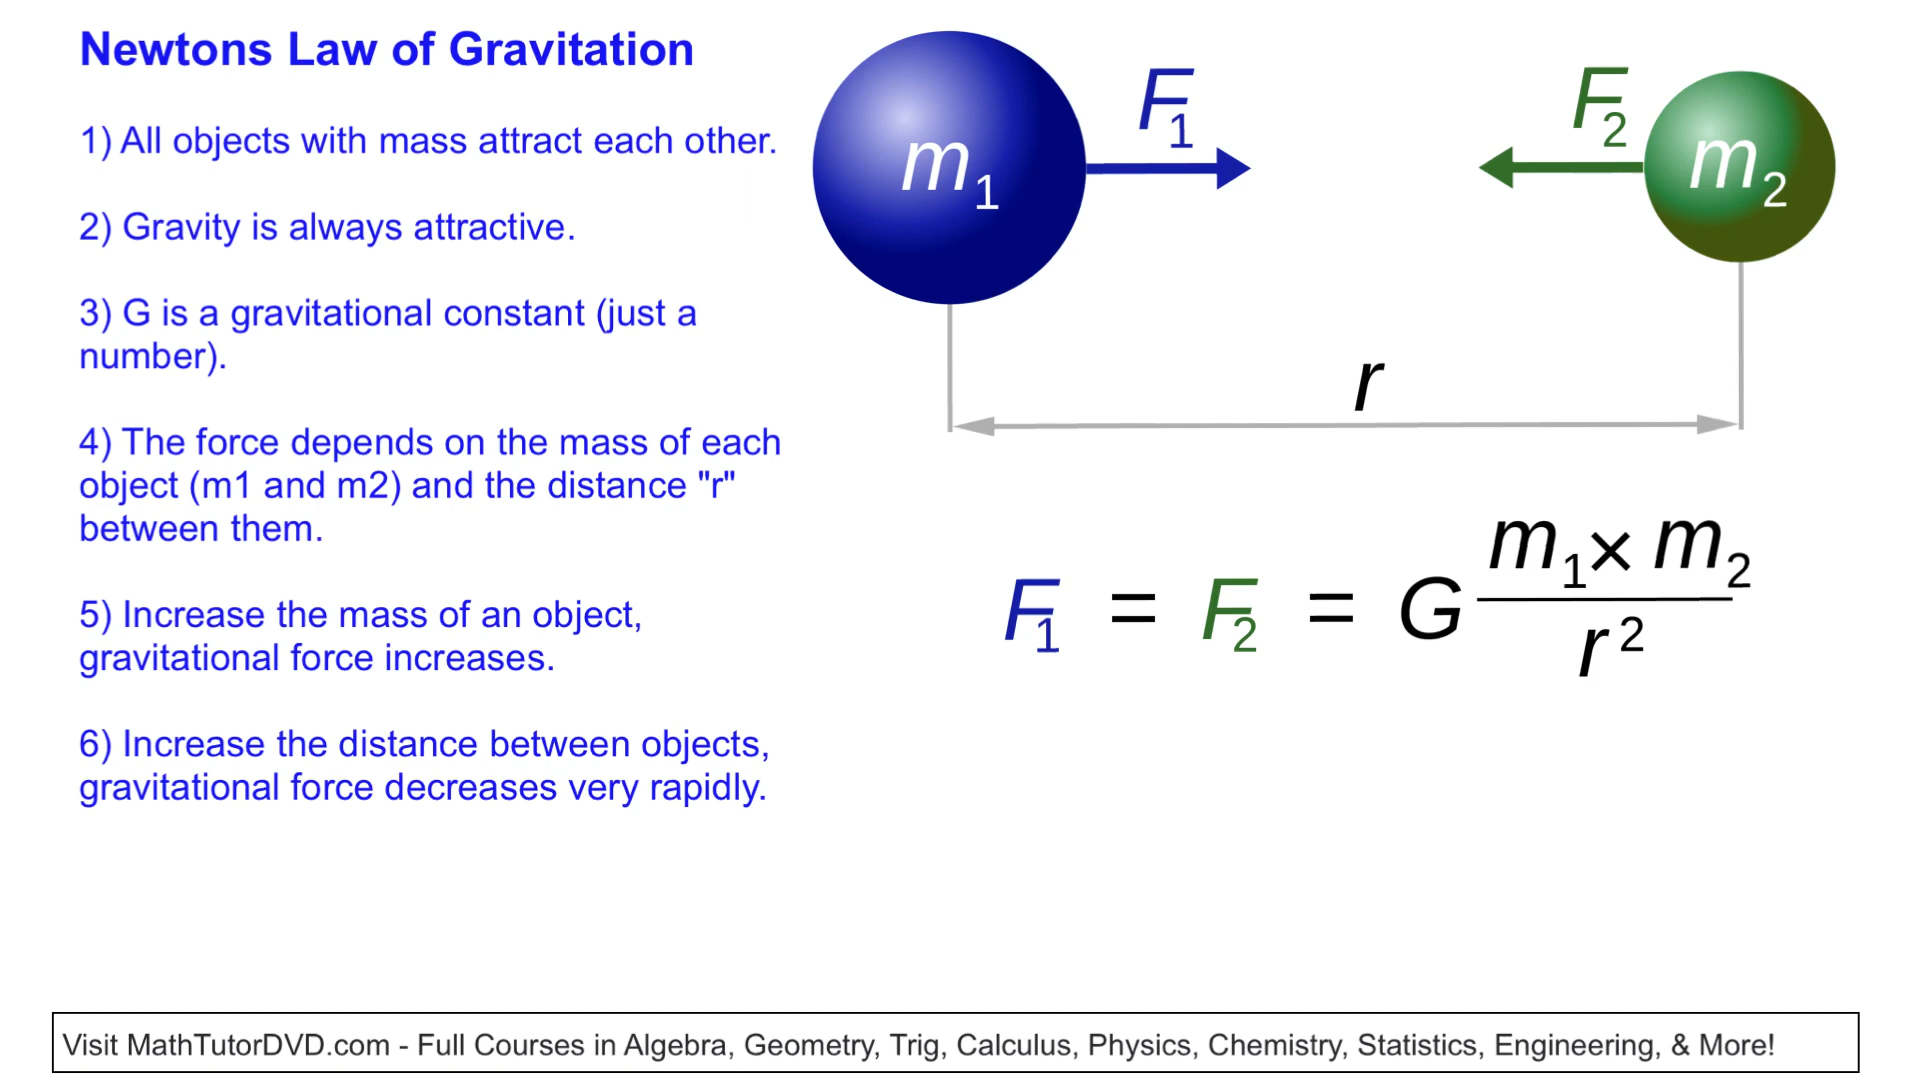 Newtons Law of Gravitation
1) All objects with mass attract each other.
2) Gravity is always attractive.
3) G is a gravitational constant (just a
number).
4) The force depends on the mass of each
object (m1 and m2) and the distance "r"
between them.
5) Increase the mass of an object,
gravitational force increases.
6) Increase the distance between objects,
gravitational force decreases very rapidly.
m₁
F₁
F₂
m₂
r
F₁ = F₂ = G (m₁ × m₂) / r²
Visit MathTutorDVD.com - Full Courses in Algebra, Geometry, Trig, Calculus, Physics, Chemistry, Statistics, Engineering, & More!